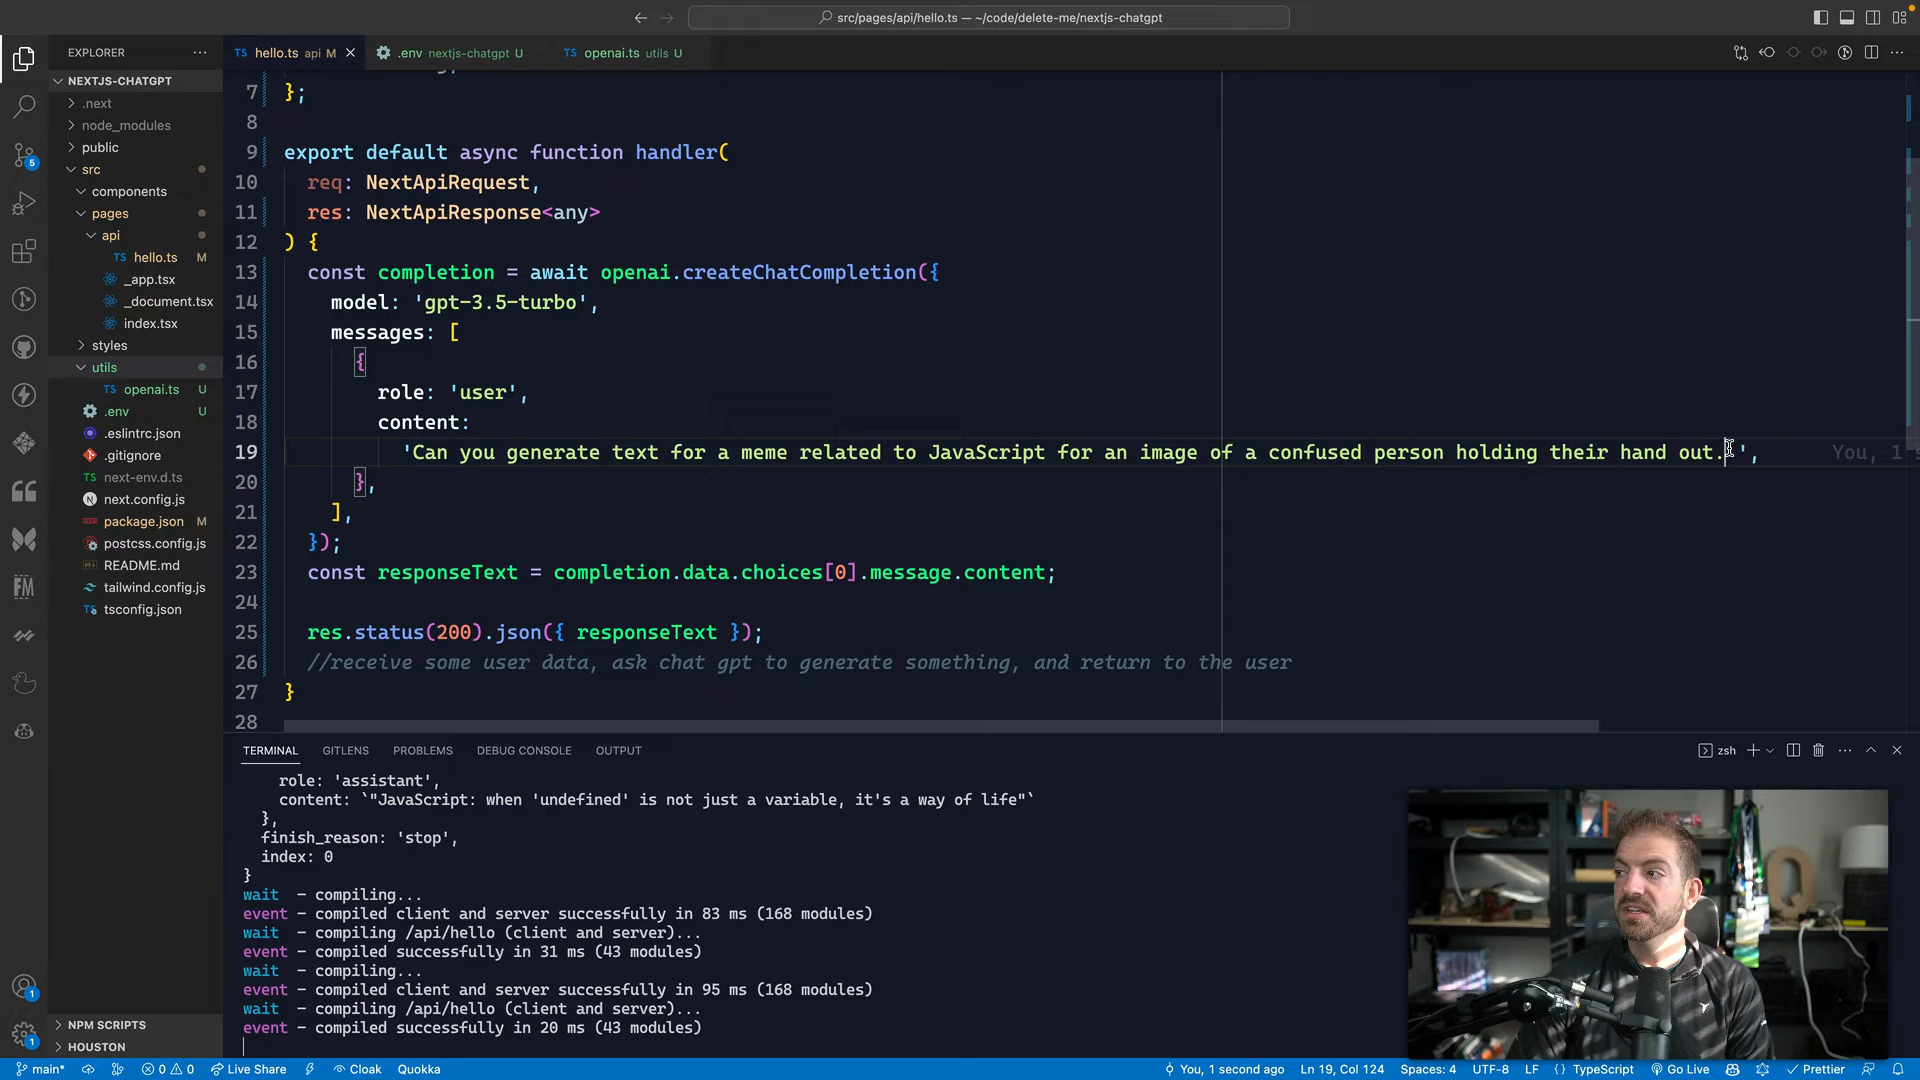 src/pages/api/hello.ts — ~/code/delete-me/nextjs-chatgpt
EXPLORER
NEXTJS-CHATGPT
.next
node_modules
public
src
components
pages
api
TS hello.ts M
_app.tsx
_document.tsx
index.tsx
styles
utils
TS openai.ts U
.env U
.eslintrc.json
.gitignore
next-env.d.ts
next.config.js
package.json M
postcss.config.js
README.md
tailwind.config.js
tsconfig.json
NPM SCRIPTS
HOUSTON
5
FM
1
1
TS hello.ts api M
.env nextjs-chatgpt U
TS openai.ts utils U
7 };
8
9 export default async function handler(
10 req: NextApiRequest,
11 res: NextApiResponse<any>
12 ) {
13 const completion = await openai.createChatCompletion({
14 model: 'gpt-3.5-turbo',
15 messages: [
16 {
17 role: 'user',
18 content:
19 'Can you generate text for a meme related to JavaScript for an image of a confused person holding their hand out. ', You, 1 s
20 },
21 ],
22 });
23 const responseText = completion.data.choices[0].message.content;
24
25 res.status(200).json({ responseText });
26 //receive some user data, ask chat gpt to generate something, and return to the user
27 }
28
TERMINAL GITLENS PROBLEMS DEBUG CONSOLE OUTPUT
zsh
role: 'assistant',
content: `"JavaScript: when 'undefined' is not just a variable, it's a way of life"`
},
finish_reason: 'stop',
index: 0
}
wait - compiling...
event - compiled client and server successfully in 83 ms (168 modules)
wait - compiling /api/hello (client and server)...
event - compiled successfully in 31 ms (43 modules)
wait - compiling...
event - compiled client and server successfully in 95 ms (168 modules)
wait - compiling /api/hello (client and server)...
event - compiled successfully in 20 ms (43 modules)
main* 0 0 Live Share Cloak Quokka You, 1 second ago Ln 19, Col 124 Spaces: 4 UTF-8 LF {} TypeScript Go Live Prettier